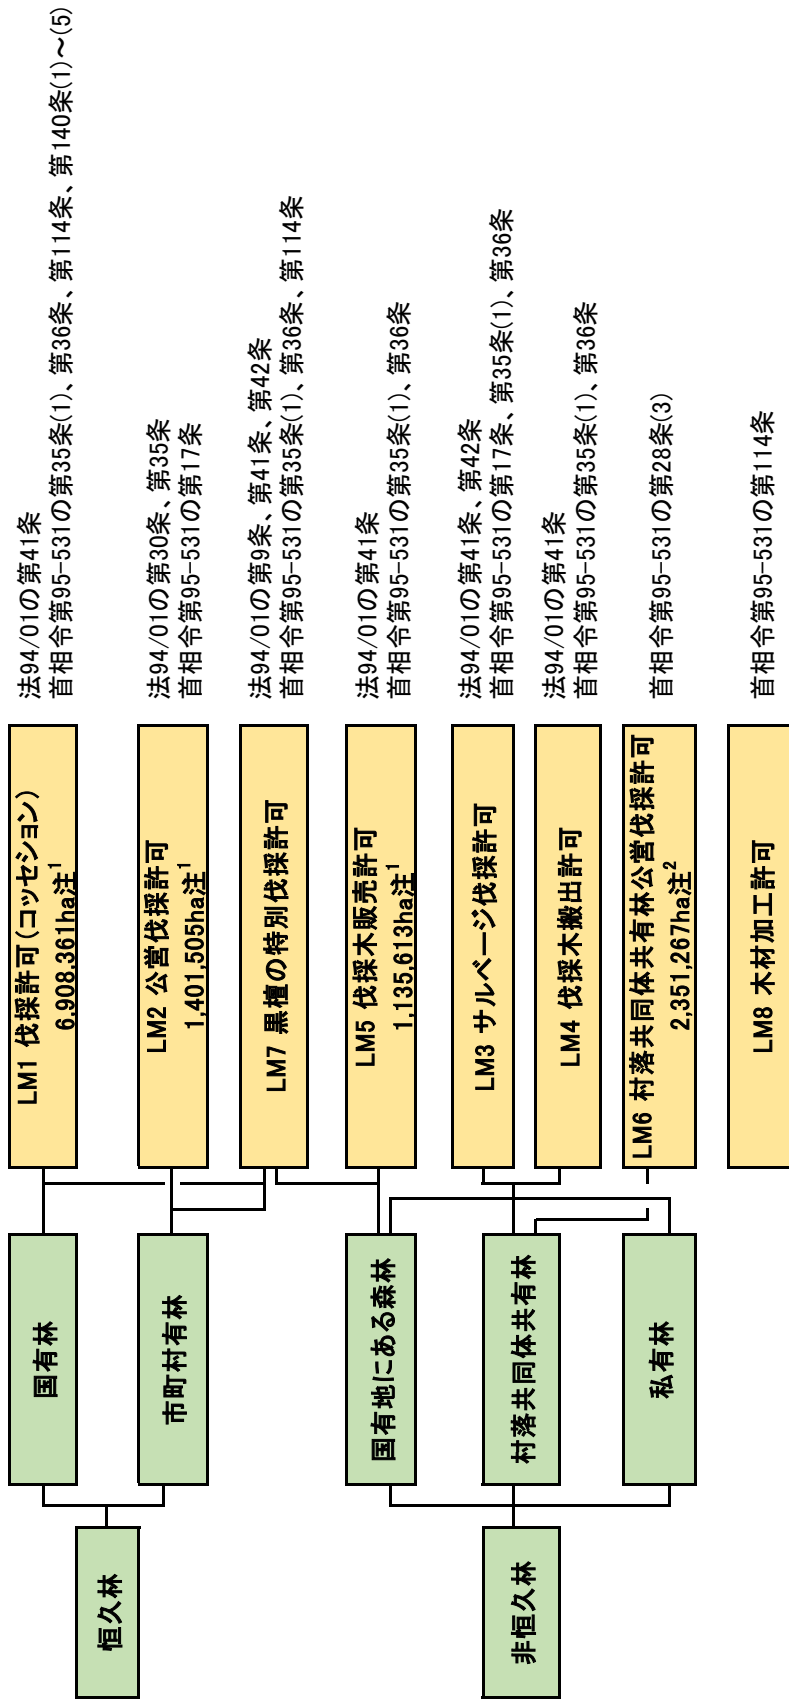 恒久林
非恒久林
国有林
市町村有林
国有地にある森林
村落共同体共有林
私有林
LM1 伐採許可(コッセション)
6,908,361ha注1
法94/01の第41条
首相令第95-531の第35条(1)、第36条、第114条、第140条(1)~(5)
LM2 公営伐採許可
1,401,505ha注1
法94/01の第30条、第35条
首相令第95-531の第17条
LM7 黒檀の特別伐採許可
法94/01の第9条、第41条、第42条
首相令第95-531の第35条(1)、第36条、第114条
LM5 伐採木販売許可
1,135,613ha注1
法94/01の第41条
首相令第95-531の第35条(1)、第36条
LM3 サルベージ伐採許可
法94/01の第41条、第42条
首相令第95-531の第17条、第35条(1)、第36条
LM4 伐採木搬出許可
法94/01の第41条
首相令第95-531の第35条(1)、第36条
LM6 村落共同体共有林公営伐採許可
2,351,267ha注2
首相令第95-531の第28条(3)
LM8 木材加工許可
首相令第95-531の第114条